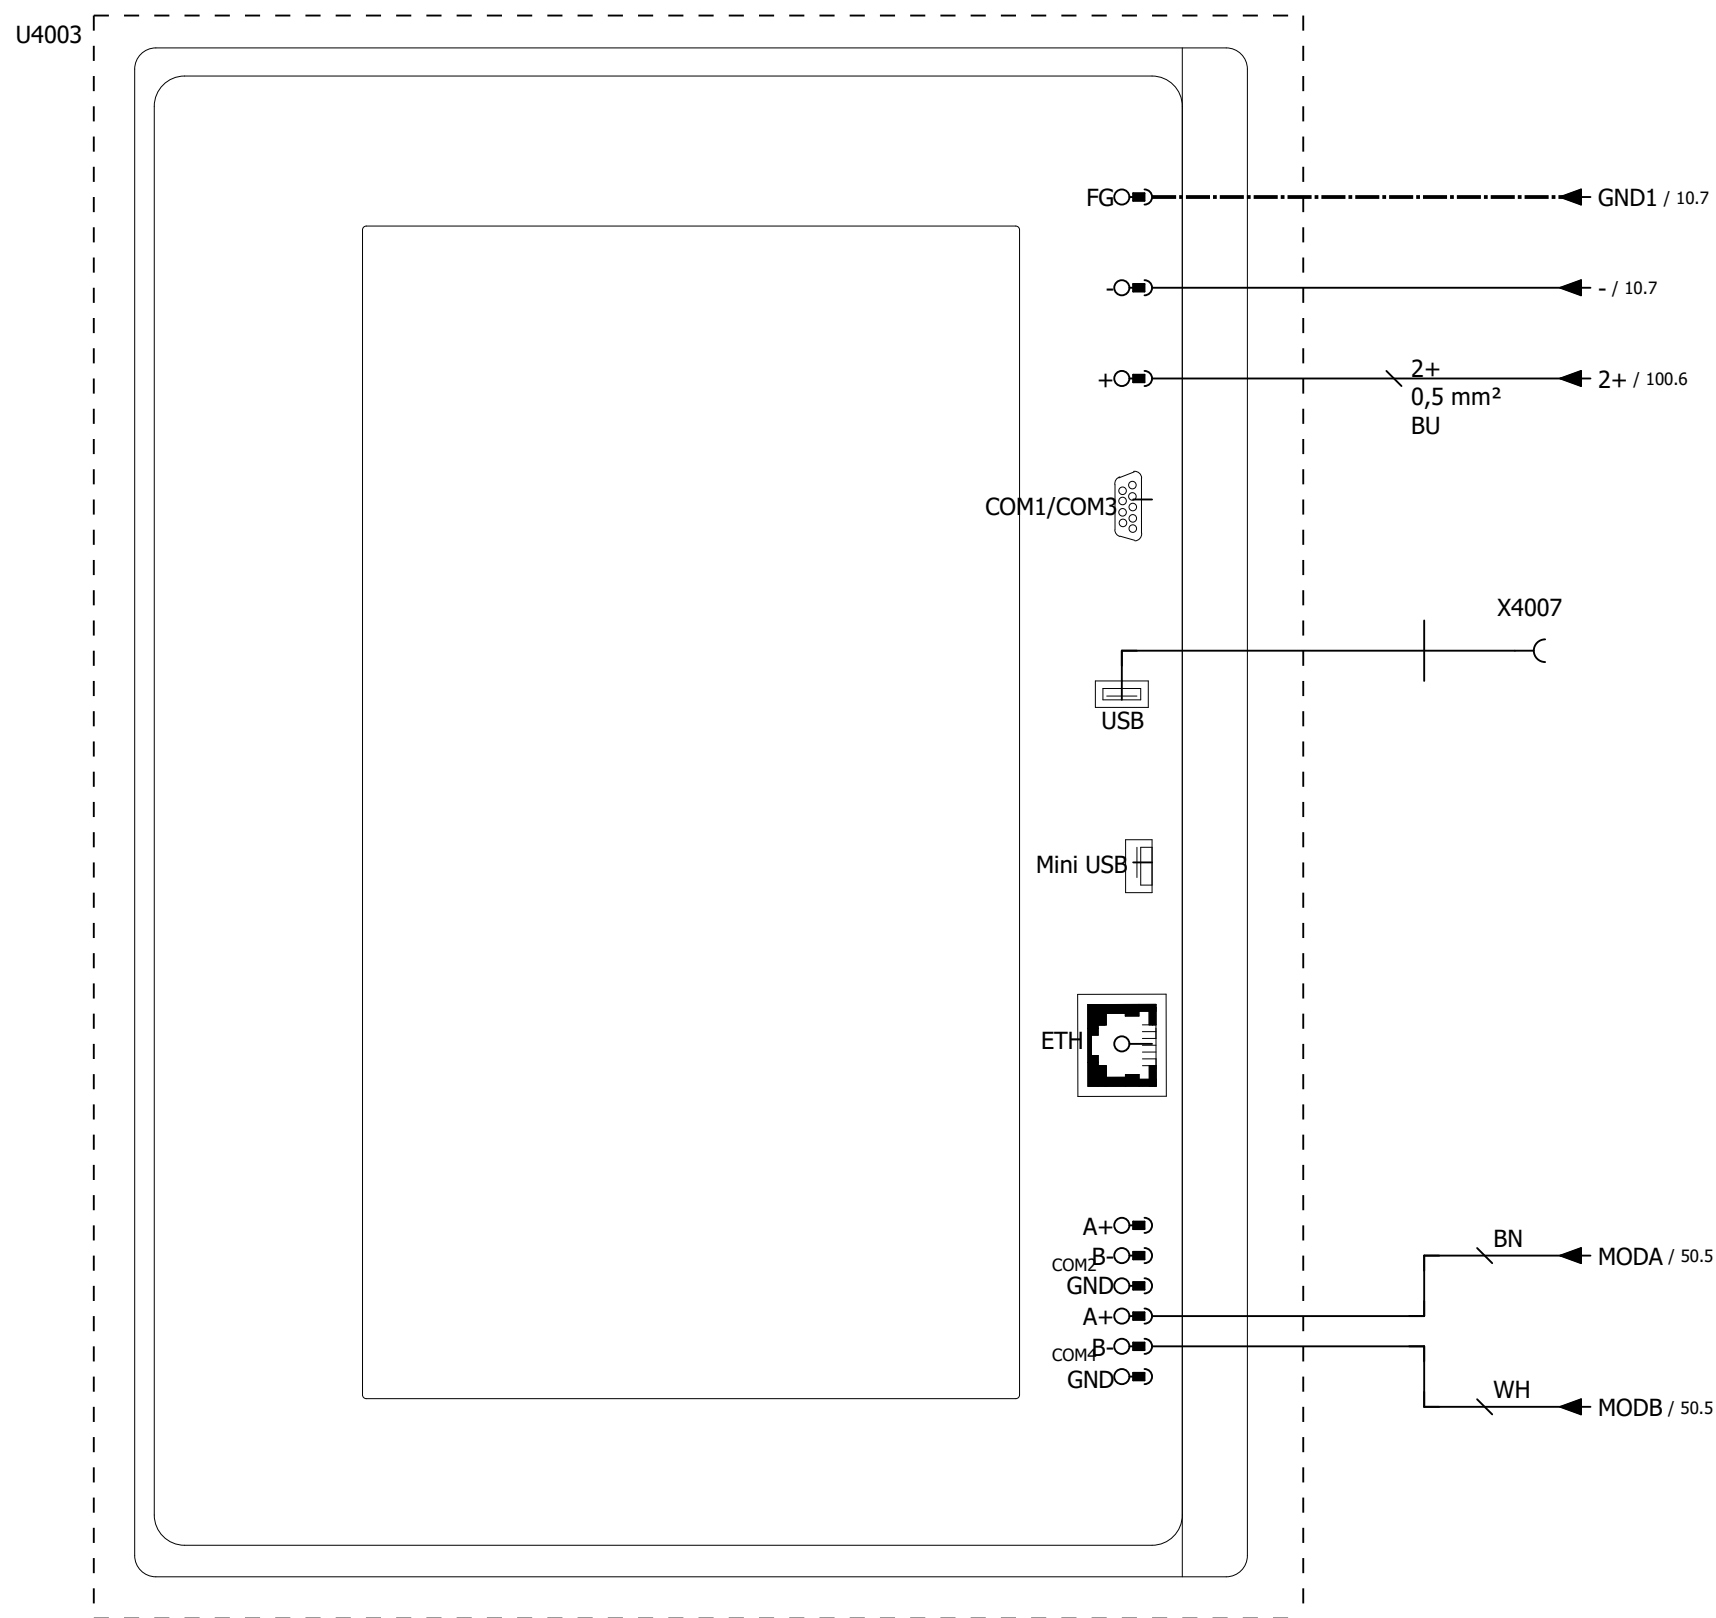 U4003
FG
GND1 / 10.7
-
- / 10.7
+
2+
0,5 mm²
BU
2+ / 100.6
COM1/COM3
X4007
USB
Mini USB
ETH
A+
B-
COM2
GND
A+
B-
COM4
GND
BN
MODA / 50.5
WH
MODB / 50.5